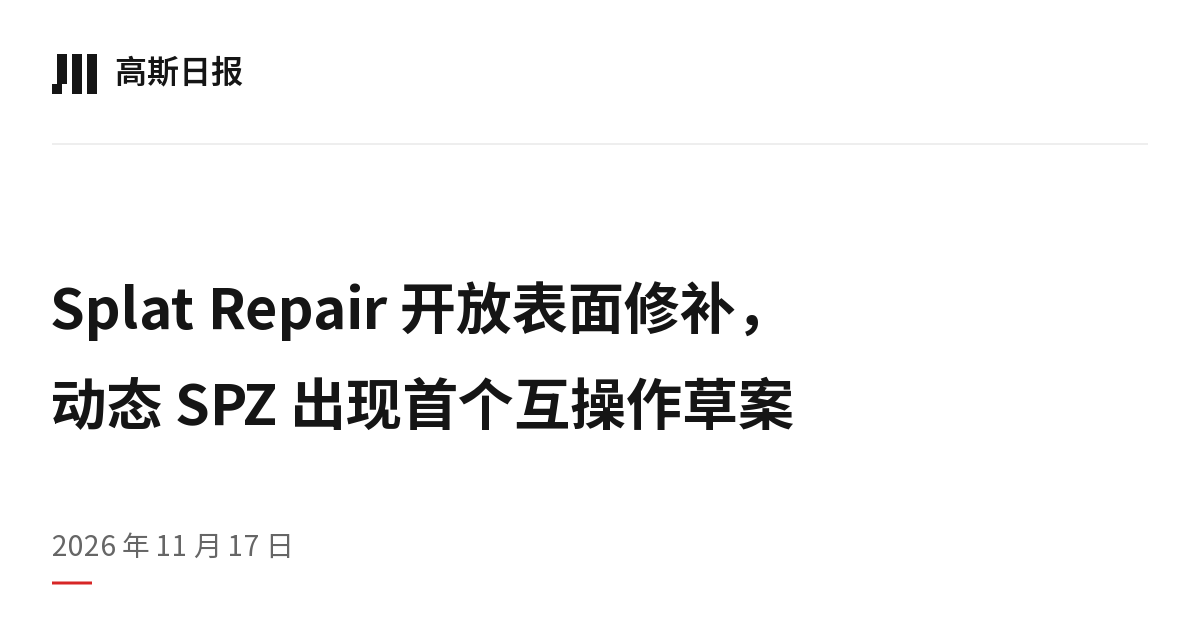 高斯日报
Splat Repair 开放表面修补，
动态 SPZ 出现首个互操作草案
2026 年 11 月 17 日